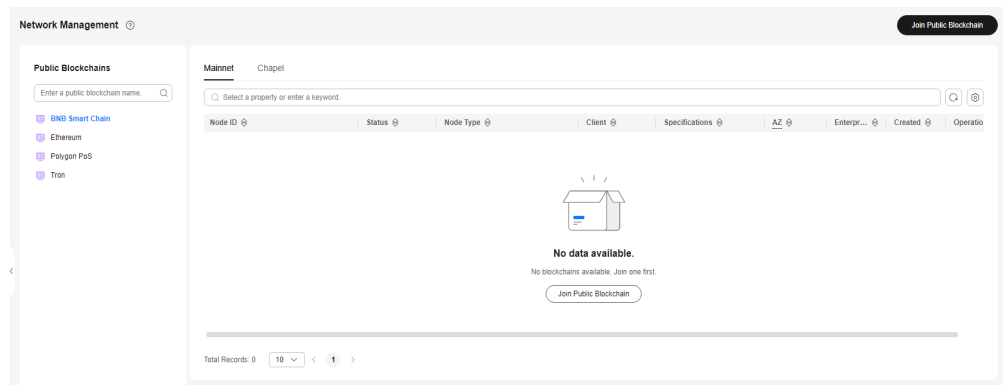 Network Management
Join Public Blockchain
Public Blockchains
Enter a public blockchain name.
BNB Smart Chain
Ethereum
Polygon PoS
Tron
Mainnet Chapel
Select a property or enter a keyword.
Node ID Status Node Type Client Specifications AZ Enterpr... Created Operatio
No data available.
No blockchains available. Join one first.
Join Public Blockchain
Total Records: 0 10 1